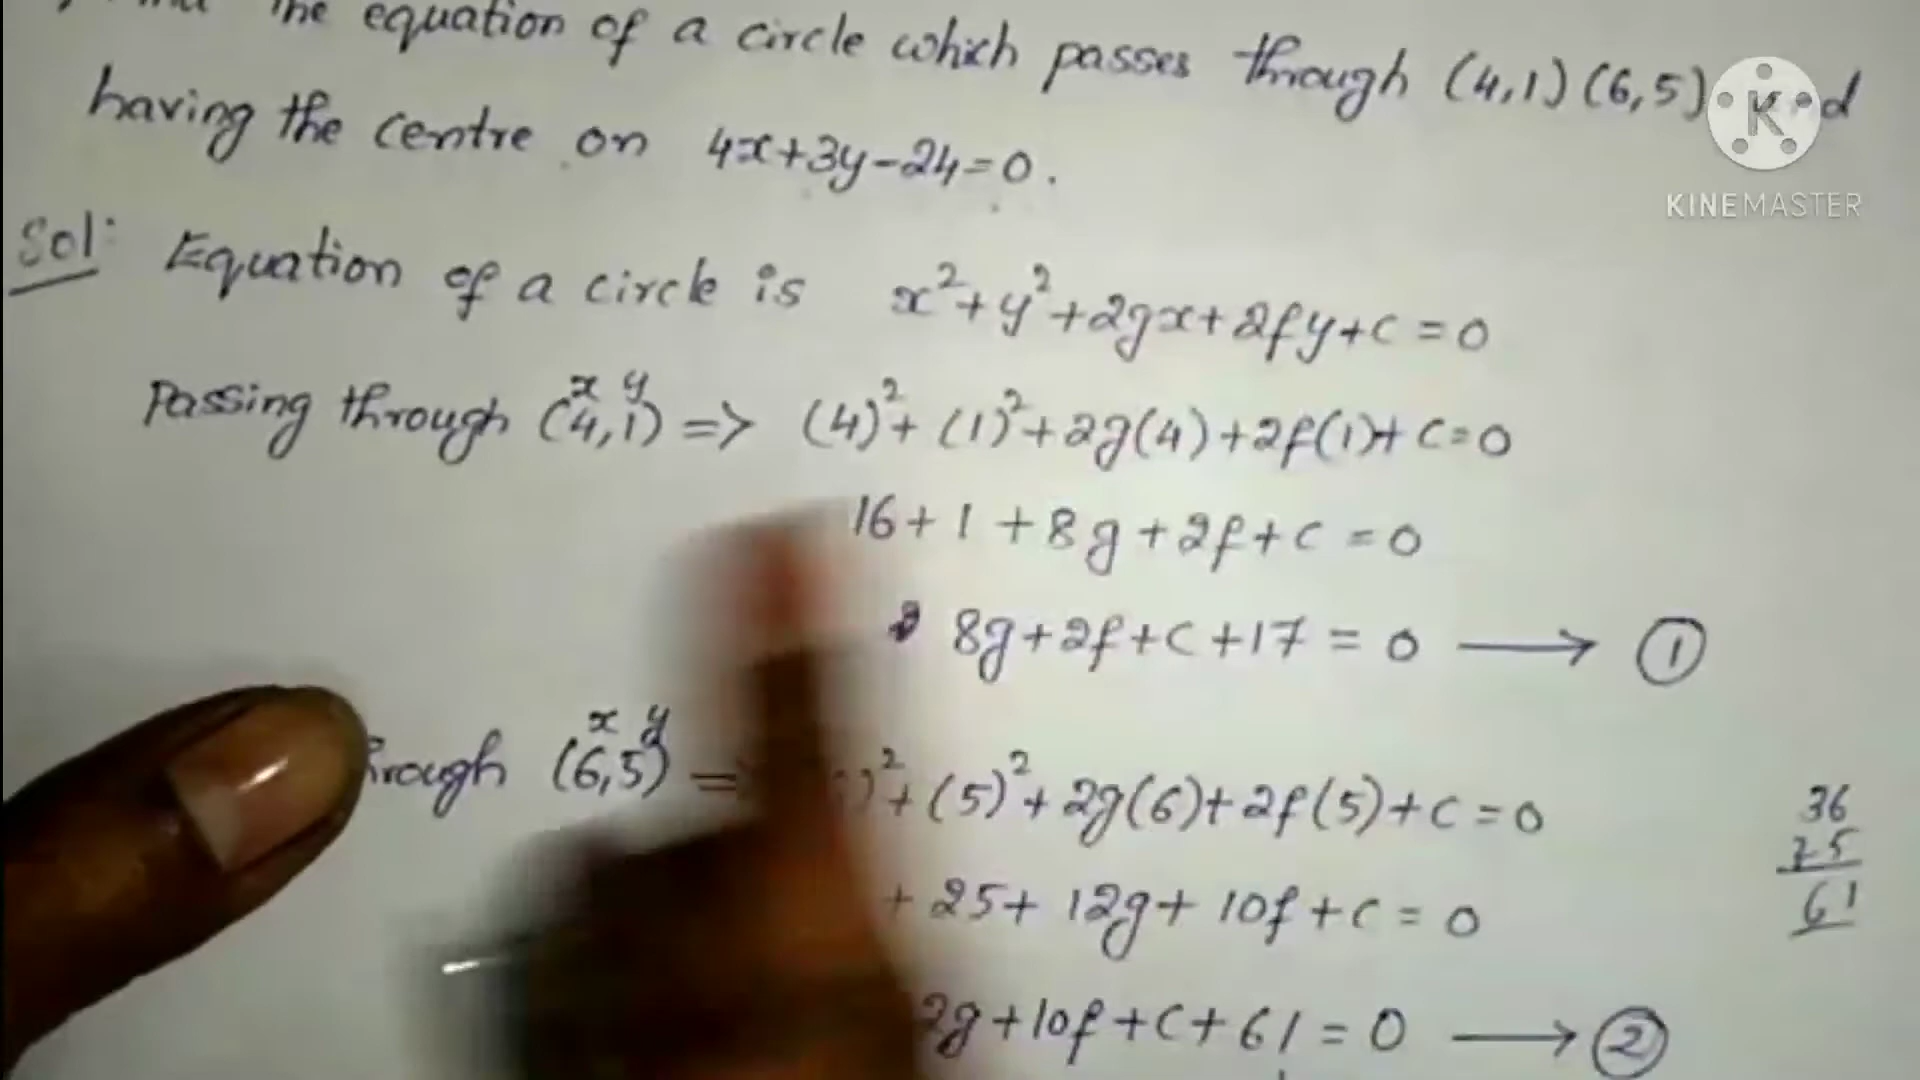 the equation of a circle which passes through (4,1) (6,5)
having the centre on 4x+3y-24=0.
Sol: Equation of a circle is x²+y²+2gx+2fy+c=0
x y
Passing through (4,1) => (4)²+(1)²+2g(4)+2f(1)+c=0
16+1+8g+2f+c=0
8g+2f+c+17=0 → ①
x y
through (6,5) => )²+(5)²+2g(6)+2f(5)+c=0
+25+12g+10f+c=0
2g+10f+c+61=0 → ②
36
25
61
K
KINEMASTER